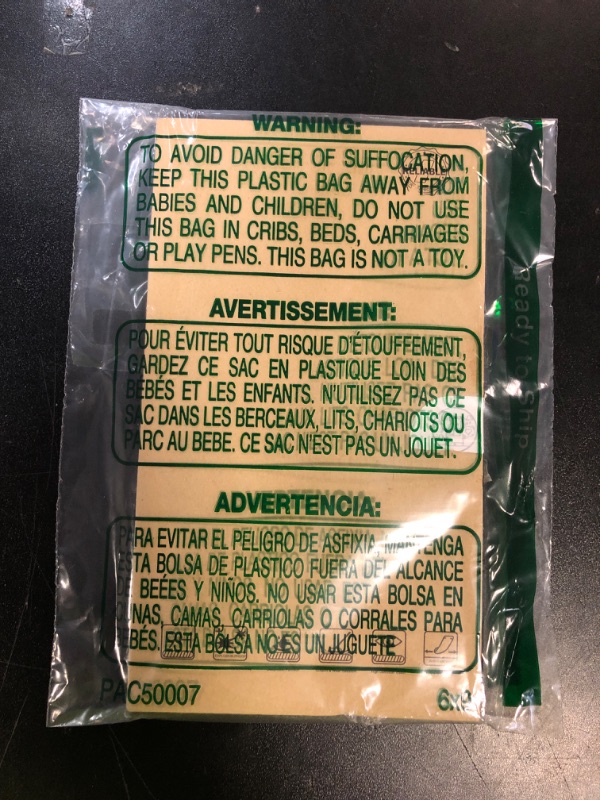 WARNING:
TO AVOID DANGER OF SUFFOCATION,
KEEP THIS PLASTIC BAG AWAY FROM
BABIES AND CHILDREN, DO NOT USE
THIS BAG IN CRIBS, BEDS, CARRIAGES
OR PLAY PENS. THIS BAG IS NOT A TOY.
RELIABLE
AVERTISSEMENT:
POUR ÉVITER TOUT RISQUE D'ÉTOUFFEMENT,
GARDEZ CE SAC EN PLASTIQUE LOIN DES
BÉBÉS ET LES ENFANTS. N'UTILISEZ PAS CE
SAC DANS LES BERCEAUX, LITS, CHARIOTS OU
PARC AU BEBE. CE SAC N'EST PAS UN JOUET.
ADVERTENCIA:
PARA EVITAR EL PELIGRO DE ASFIXIA, MANTENGA
ESTA BOLSA DE PLASTICO FUERA DEL ALCANCE
DE BEÉES Y NIÑOS. NO USAR ESTA BOLSA EN
CAMAS, CARRIOLAS O CORRALES PARA
ESTA BOLSA NO ES UN JUGUETE
PAC50007
Ready to Ship